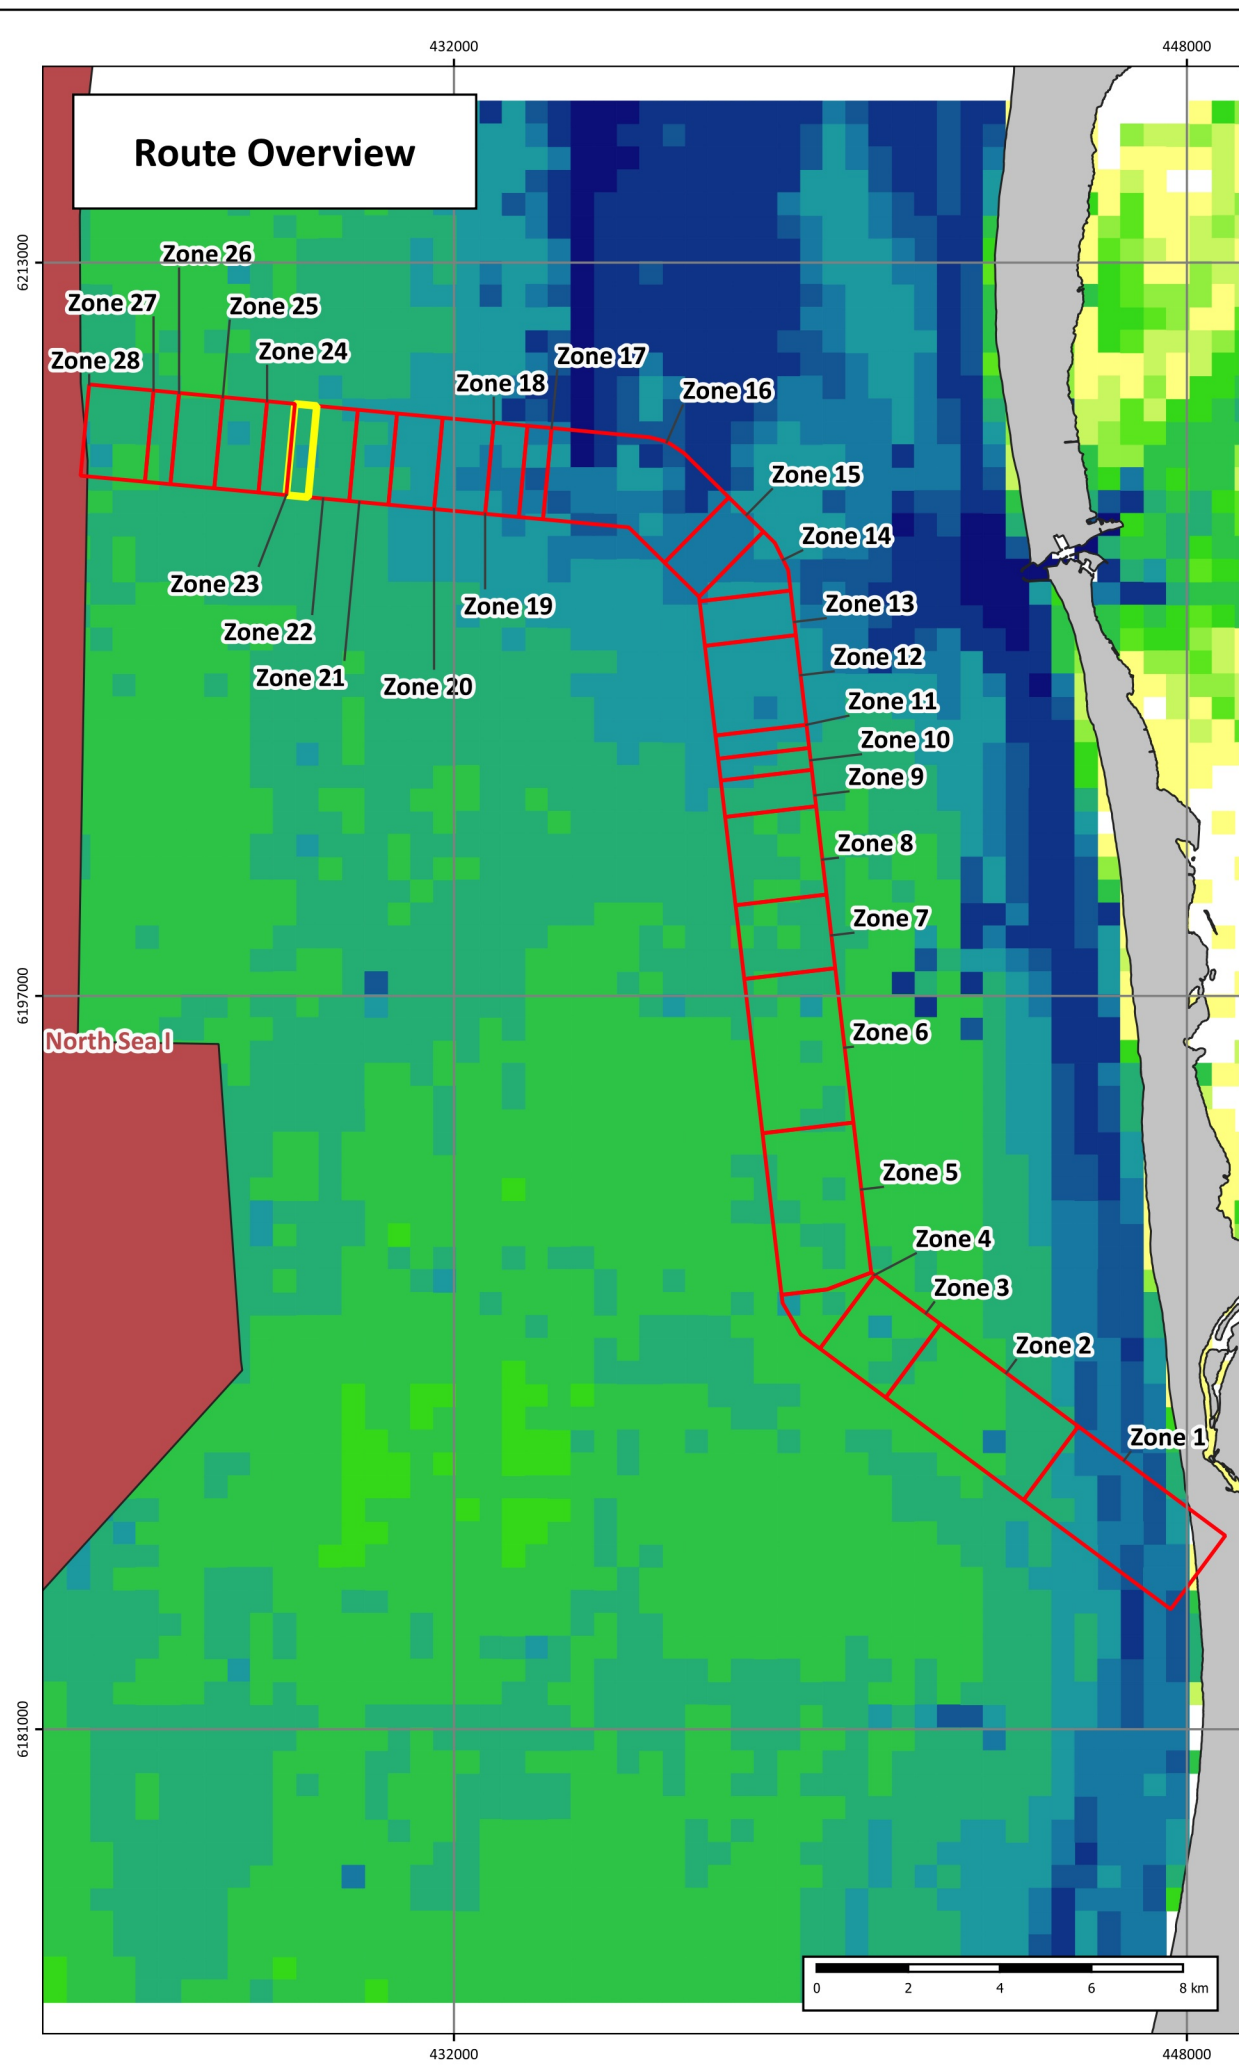 432000
448000
Route Overview
6213000
Zone 26
Zone 27
Zone 25
Zone 24
Zone 28
Zone 17
Zone 18
Zone 16
Zone 15
Zone 14
Zone 23
Zone 19
Zone 13
Zone 22
Zone 12
Zone 21
Zone 20
Zone 11
Zone 10
Zone 9
Zone 8
Zone 7
6197000
Zone 6
North Sea I
Zone 5
Zone 4
Zone 3
Zone 2
Zone 1
6181000
0 2 4 6 8 km
432000
448000